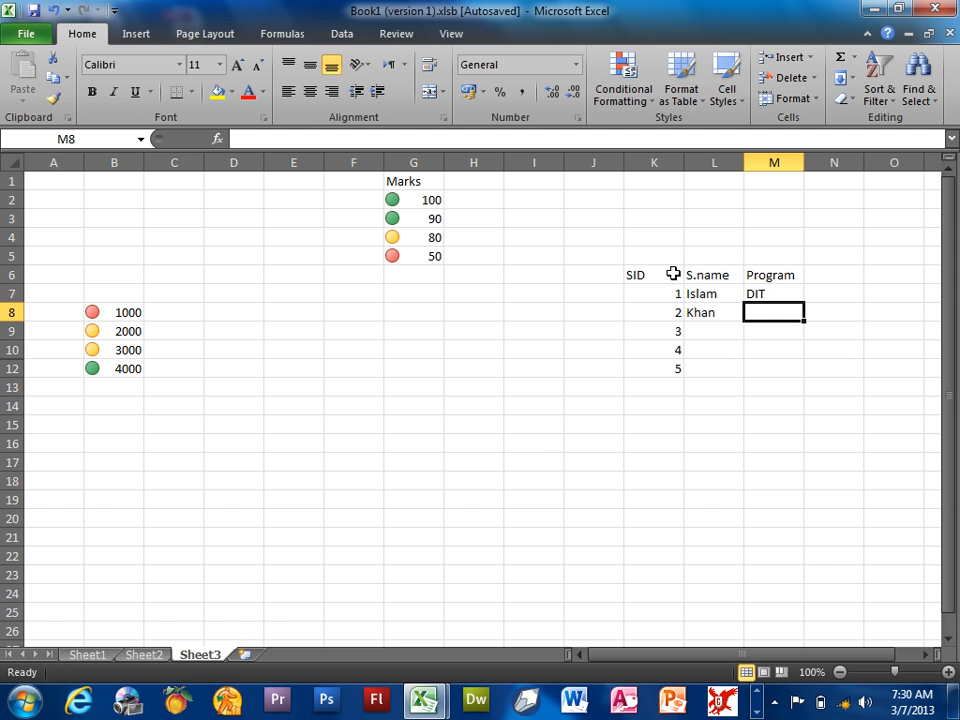 Book1 (version 1).xlsb [Autosaved] - Microsoft Excel
File Home Insert Page Layout Formulas Data Review View
Calibri 11 General
Paste
B I U
Conditional Formatting Format as Table Cell Styles
Insert
Delete
Format
Sort & Filter Find & Select
Clipboard Font Alignment Number Styles Cells Editing
M8 fx
A B C D E F G H I J K L M N O
1 Marks
2 100
3 90
4 80
5 50
6 SID S.name Program
7 1 Islam DIT
8 1000 2 Khan
9 2000 3
10 3000 4
12 4000 5
13
14
15
16
17
18
19
20
21
22
23
24
25
26
Sheet1 Sheet2 Sheet3
Ready 100%
Pr Ps Fl Dw
7:30 AM
3/7/2013